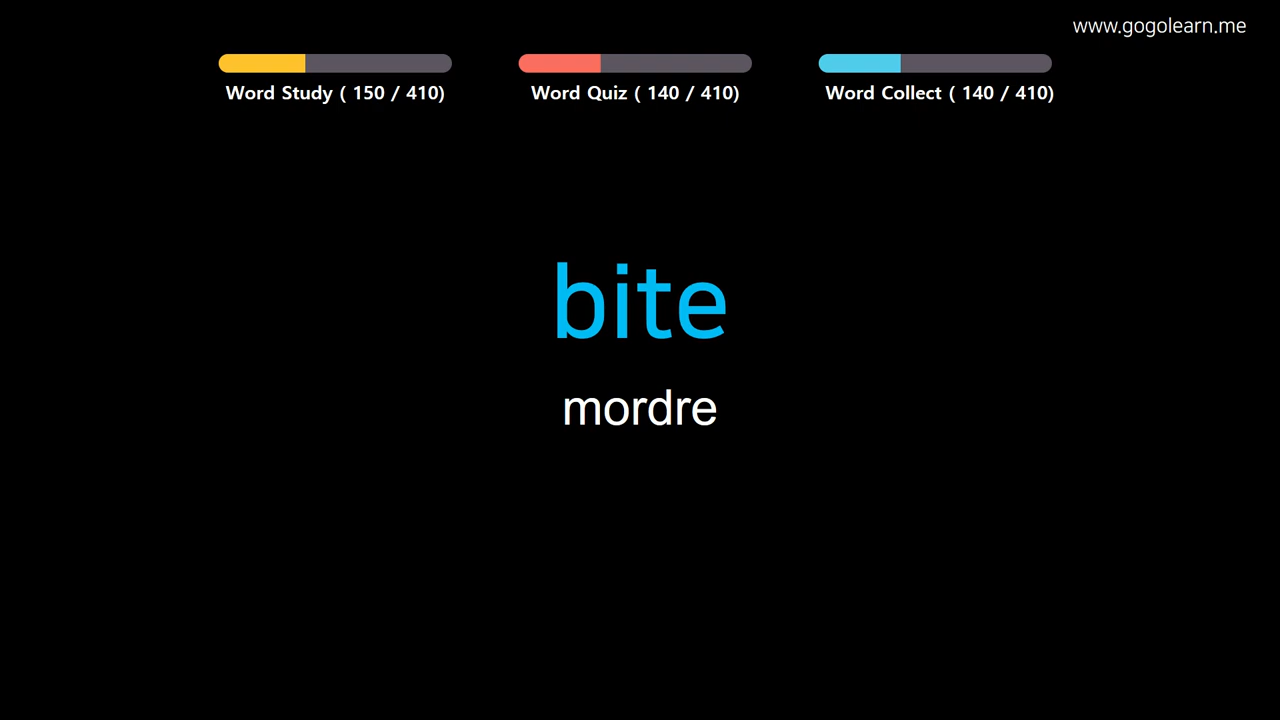 www.gogolearn.me
Word Study ( 150 / 410)
Word Quiz ( 140 / 410)
Word Collect ( 140 / 410)
bite
mordre